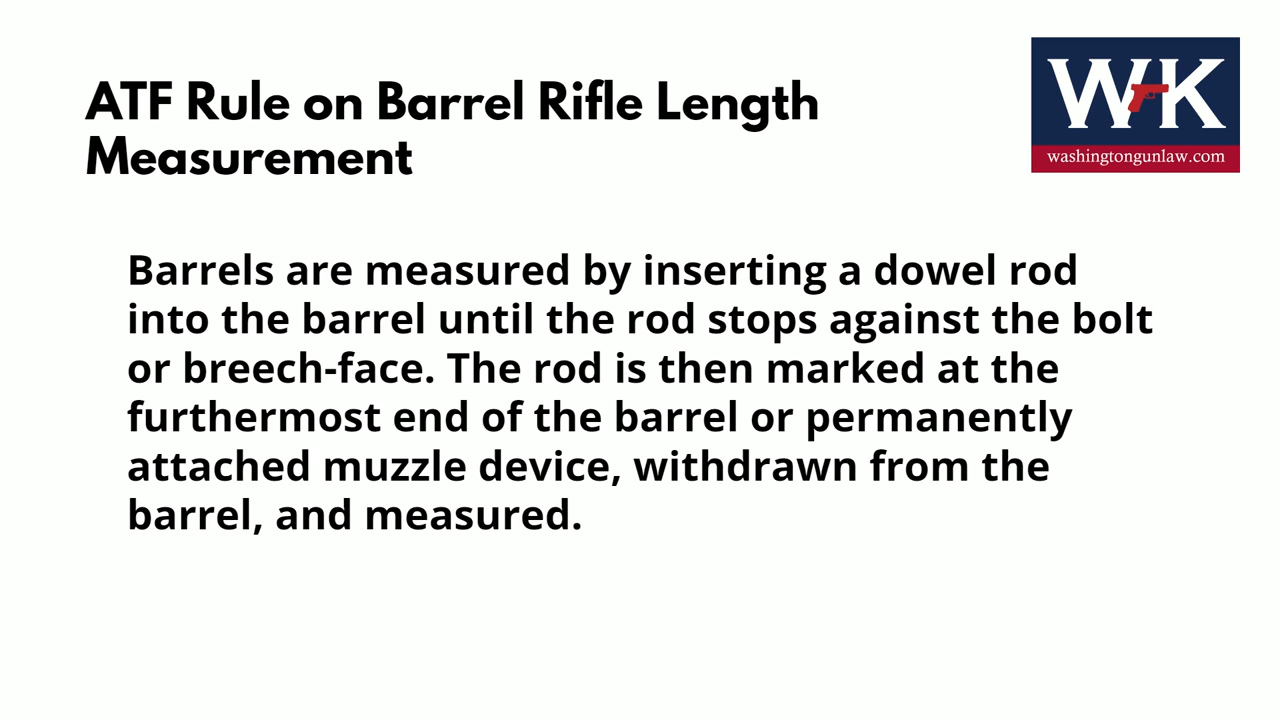 ATF Rule on Barrel Rifle Length
Measurement
WK
washingtongunlaw.com
Barrels are measured by inserting a dowel rod
into the barrel until the rod stops against the bolt
or breech-face. The rod is then marked at the
furthermost end of the barrel or permanently
attached muzzle device, withdrawn from the
barrel, and measured.